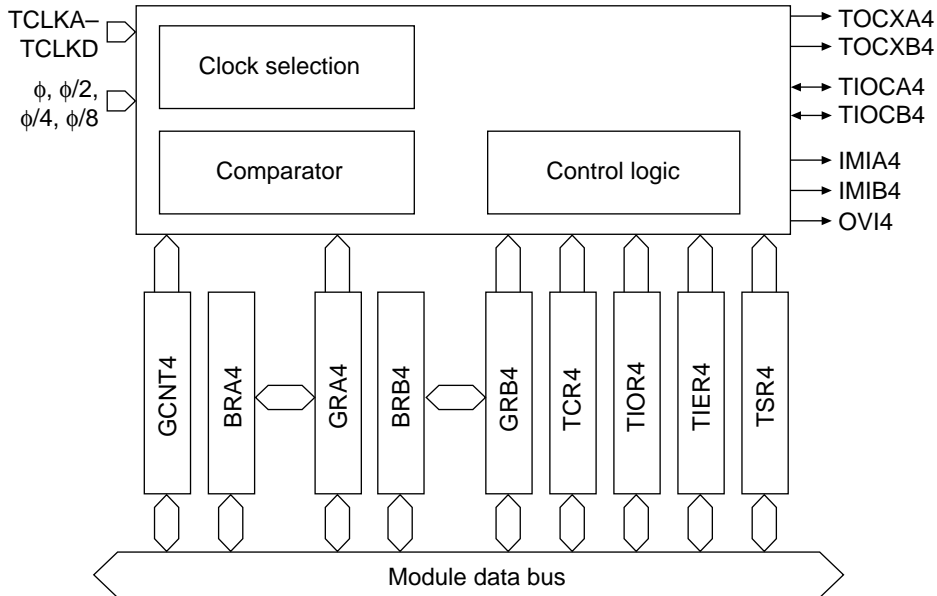 TCLKA–
TCLKD
ϕ, ϕ/2,
ϕ/4, ϕ/8
Clock selection
Comparator
Control logic
TOCXA4
TOCXB4
TIOCA4
TIOCB4
IMIA4
IMIB4
OVI4
GCNT4
BRA4
GRA4
BRB4
GRB4
TCR4
TIOR4
TIER4
TSR4
Module data bus